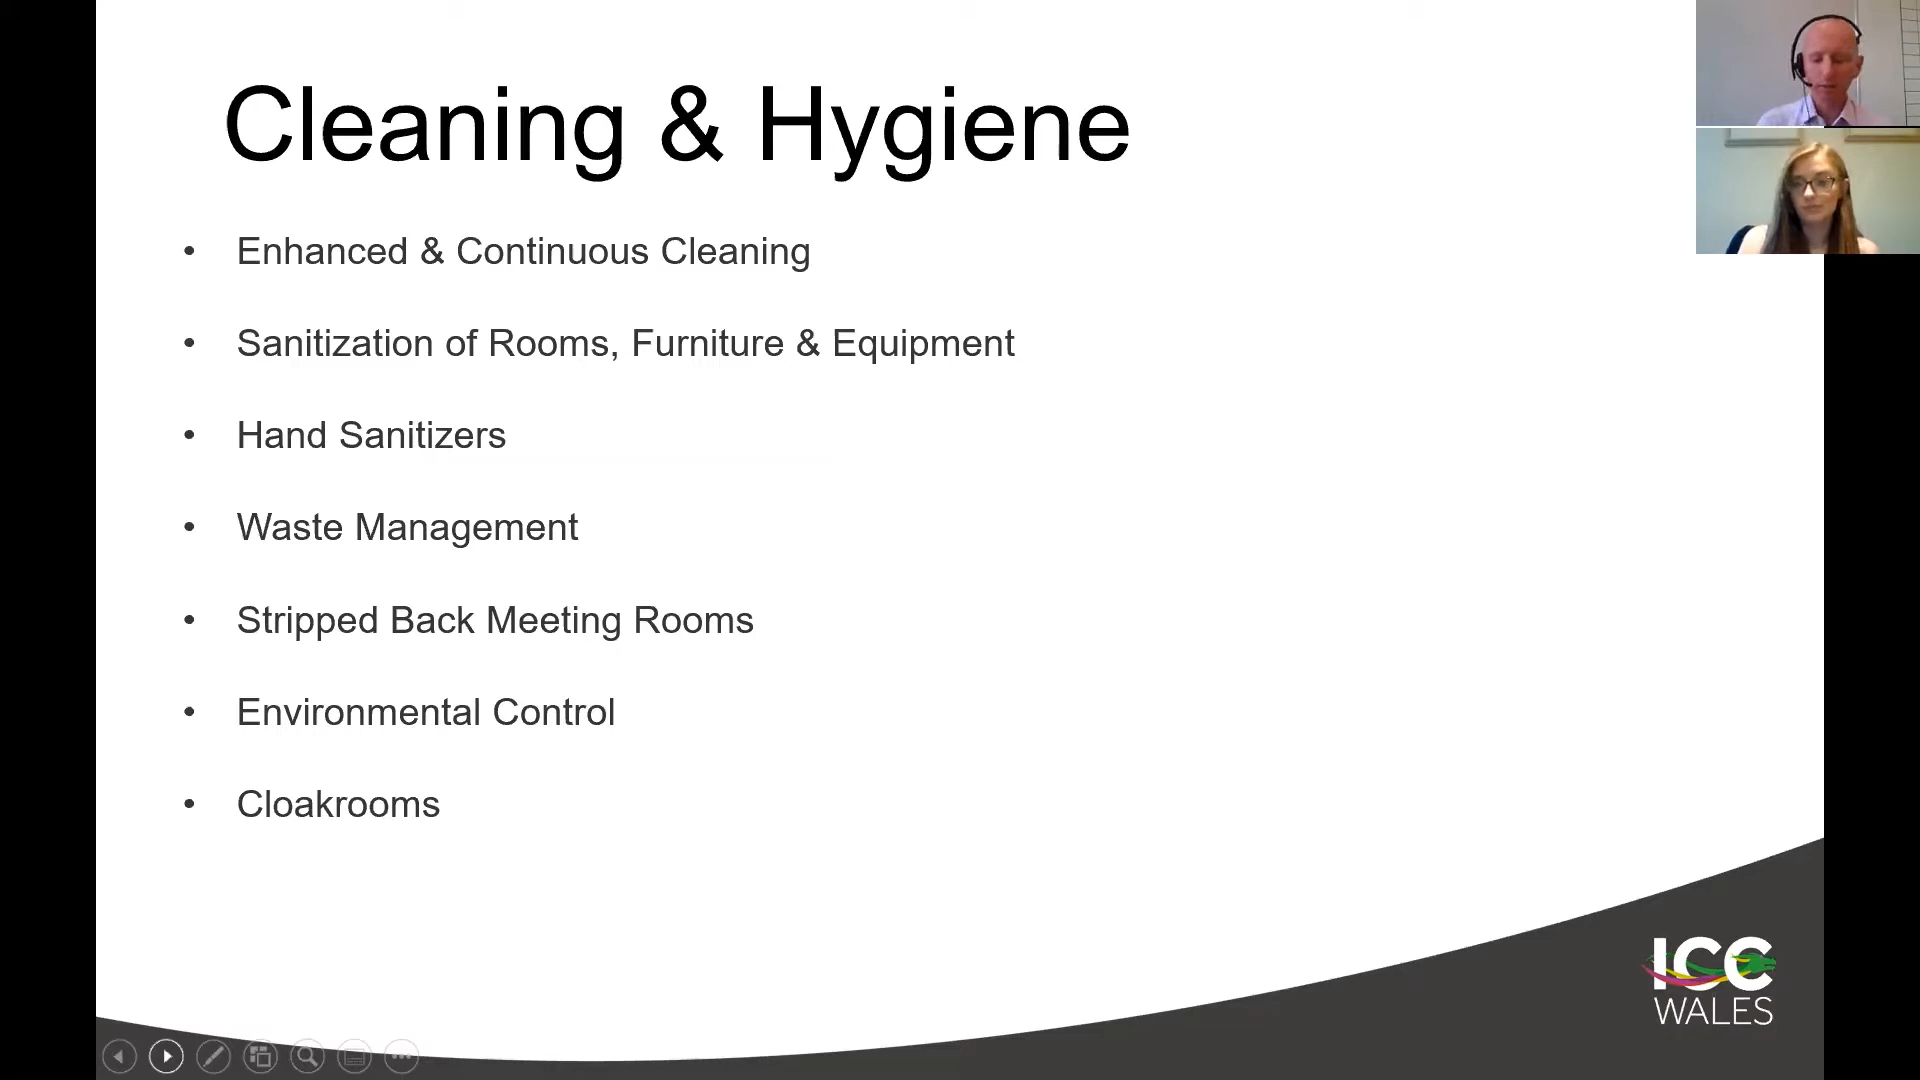 Cleaning & Hygiene
• Enhanced & Continuous Cleaning
• Sanitization of Rooms, Furniture & Equipment
• Hand Sanitizers
• Waste Management
• Stripped Back Meeting Rooms
• Environmental Control
• Cloakrooms
ICC
WALES